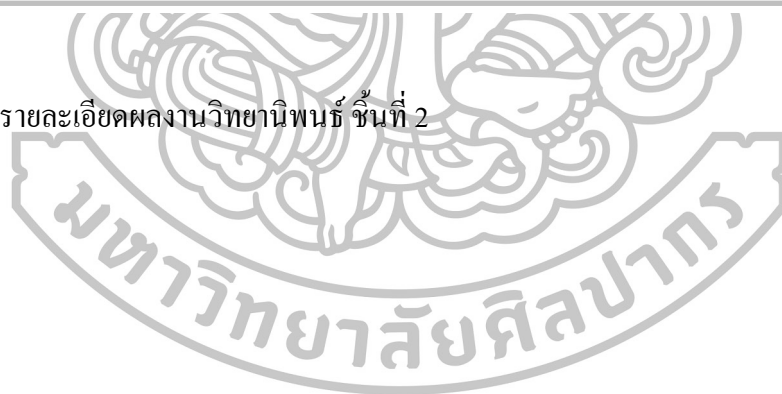 รายละเอียดผลงานวิทยานิพนธ์ ชิ้นที่ 2
มหาวิทยาลัยศิลปากร